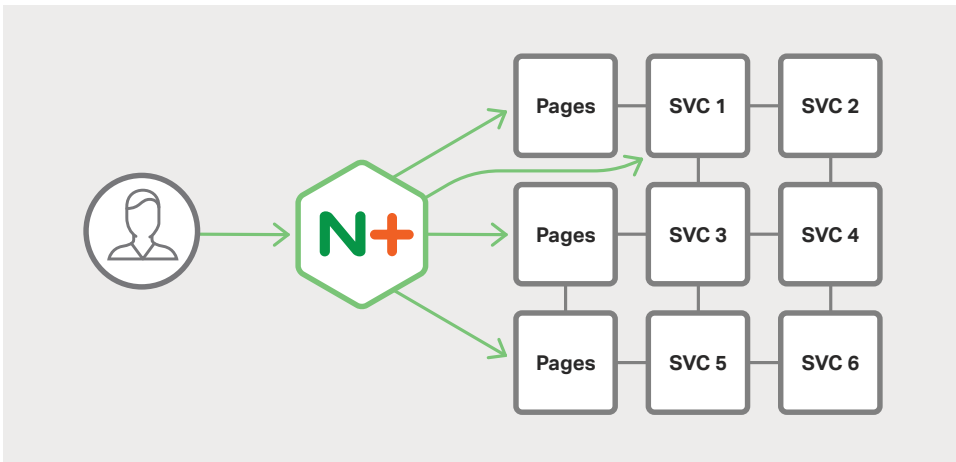 Pages
SVC 1
SVC 2
N+
Pages
SVC 3
SVC 4
Pages
SVC 5
SVC 6